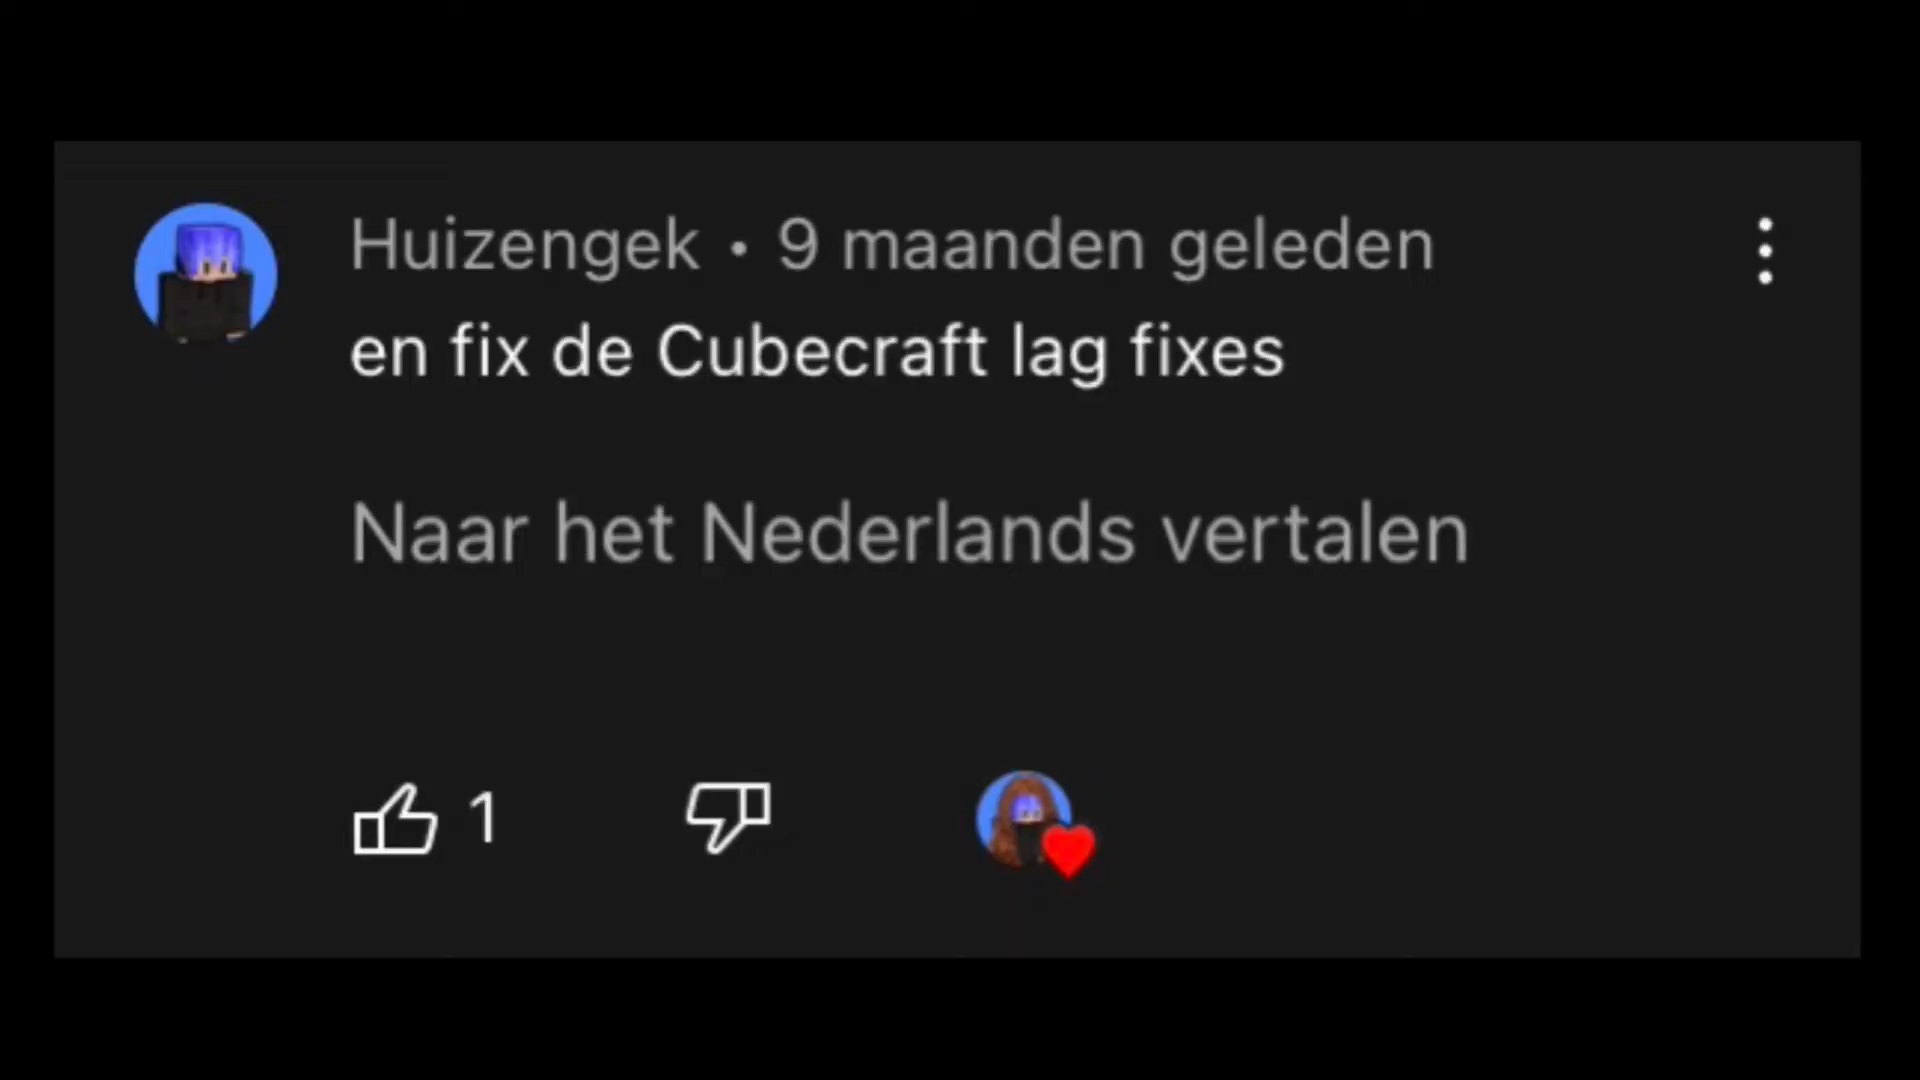 Huizengek • 9 maanden geleden
en fix de Cubecraft lag fixes
Naar het Nederlands vertalen
1